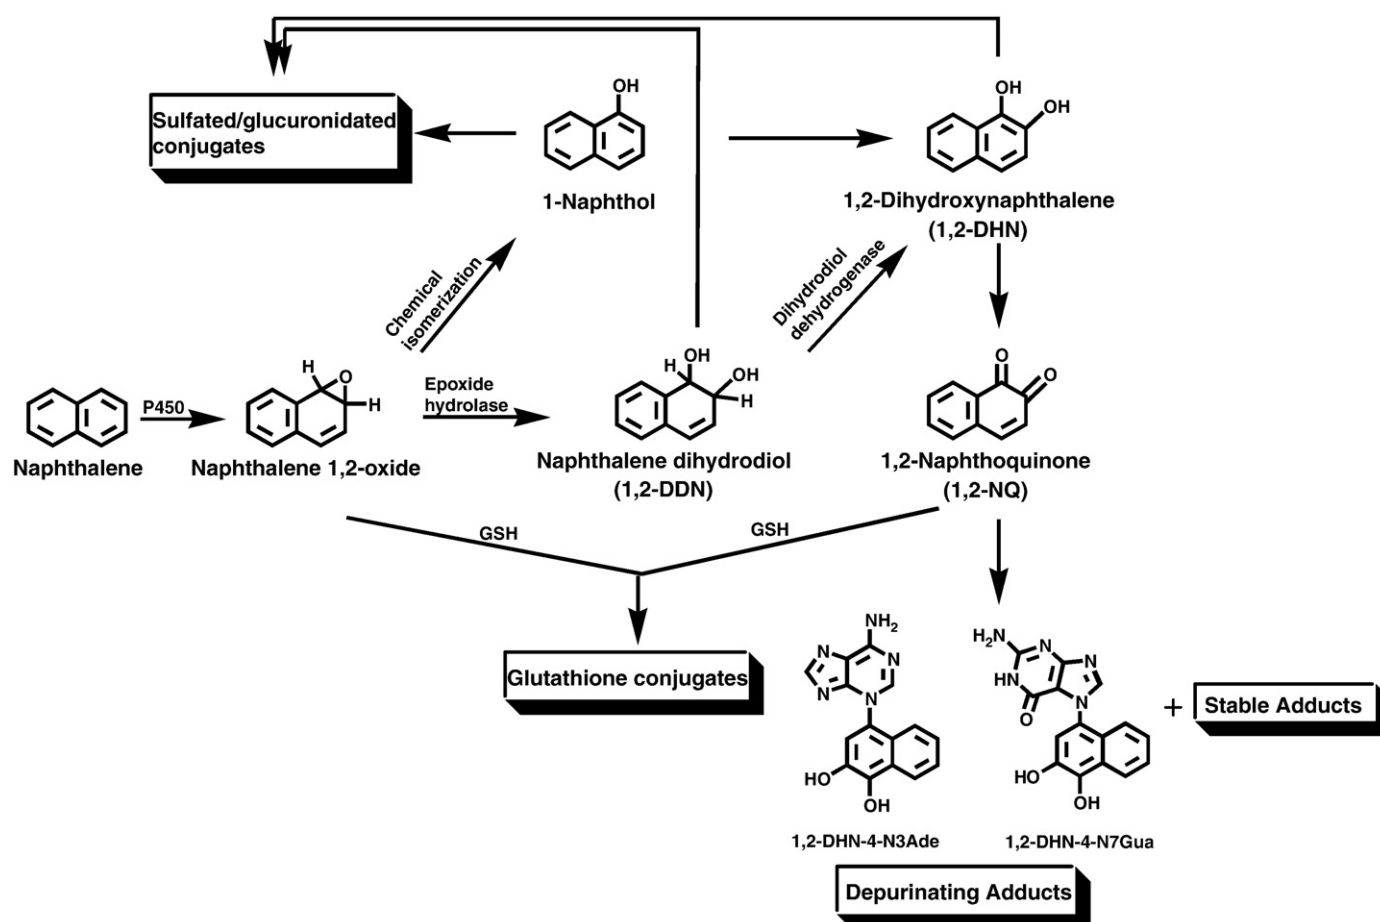 OH
OH
OH
Sulfated/glucuronidated
conjugates
1-Naphthol
1,2-Dihydroxynaphthalene
(1,2-DHN)
Chemical
isomerization
Dihydrodiol
dehydrogenase
H
O
H
H
OH
OH
H
O
O
P450
Epoxide
hydrolase
Naphthalene
Naphthalene 1,2-oxide
Naphthalene dihydrodiol
(1,2-DDN)
1,2-Naphthoquinone
(1,2-NQ)
GSH
GSH
Glutathione conjugates
NH2
N
N
N
N
HO
OH
H2N
N
N
HN
N
O
HO
OH
+
Stable Adducts
1,2-DHN-4-N3Ade
1,2-DHN-4-N7Gua
Depurinating Adducts